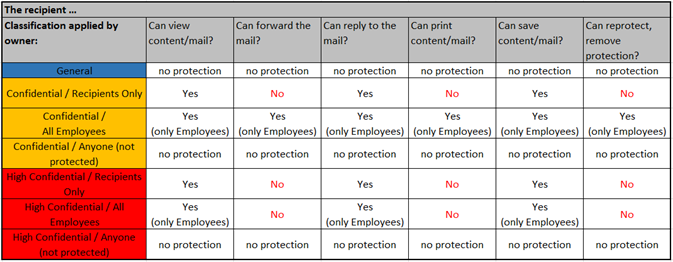 The recipient ...
Classification applied by owner: Can view content/mail? Can forward the mail? Can reply to the mail? Can print content/mail? Can save content/mail? Can reprotect, remove protection?
General no protection no protection no protection no protection no protection no protection
Confidential / Recipients Only Yes No Yes No Yes No
Confidential / All Employees Yes (only Employees) Yes (only Employees) Yes (only Employees) Yes (only Employees) Yes (only Employees) Yes (only Employees)
Confidential / Anyone (not protected) no protection no protection no protection no protection no protection no protection
High Confidential / Recipients Only Yes No Yes No Yes No
High Confidential / All Employees Yes (only Employees) No Yes (only Employees) No Yes (only Employees) No
High Confidential / Anyone (not protected) no protection no protection no protection no protection no protection no protection